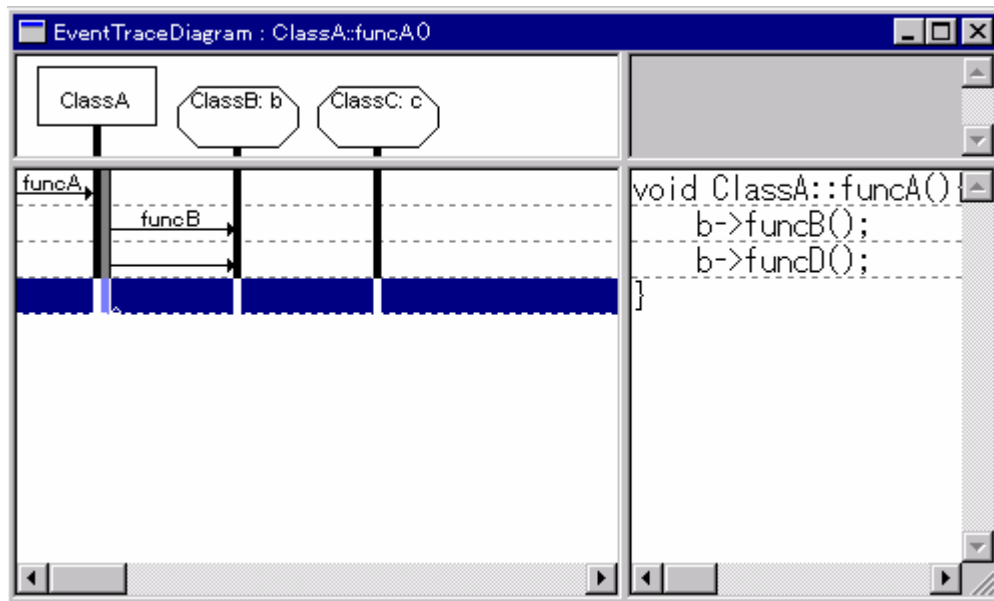 EventTraceDiagram : ClassA::funcA()
ClassA
ClassB: b
ClassC: c
funcA
funcB
void ClassA::funcA(){
b->funcB();
b->funcD();
}